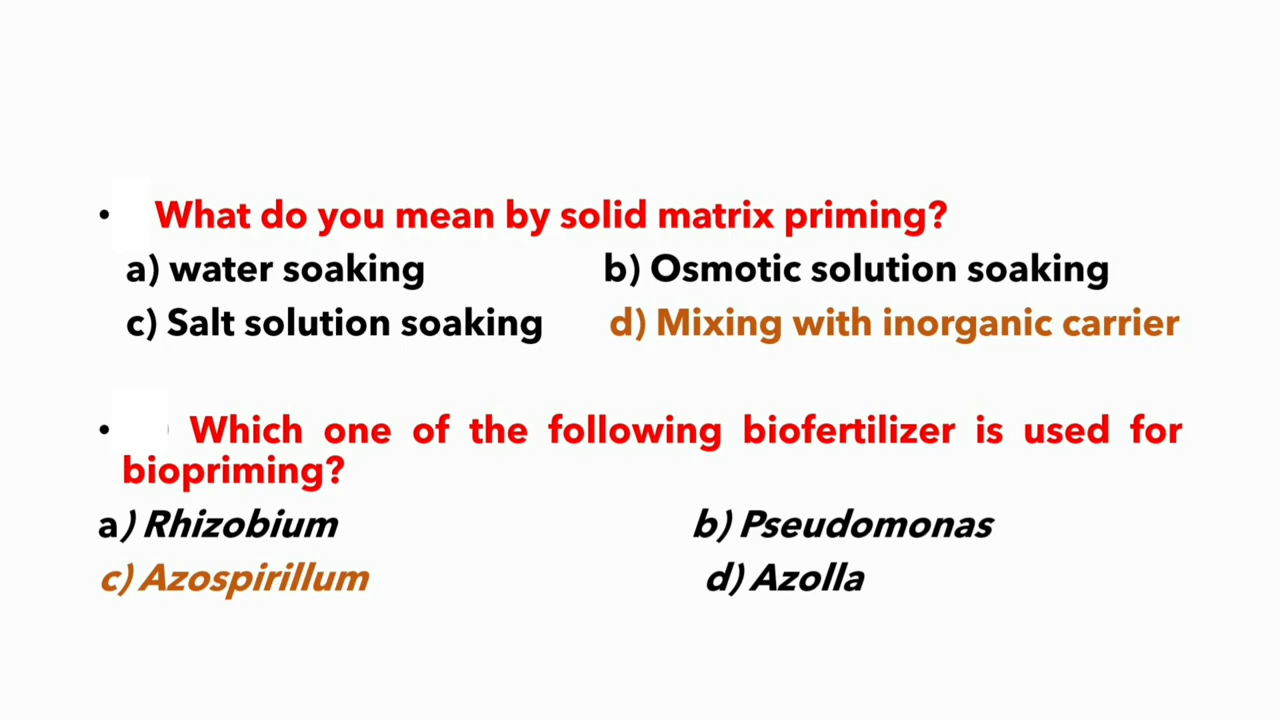 • What do you mean by solid matrix priming?
a) water soaking b) Osmotic solution soaking
c) Salt solution soaking d) Mixing with inorganic carrier
• Which one of the following biofertilizer is used for
biopriming?
a) Rhizobium b) Pseudomonas
c) Azospirillum d) Azolla